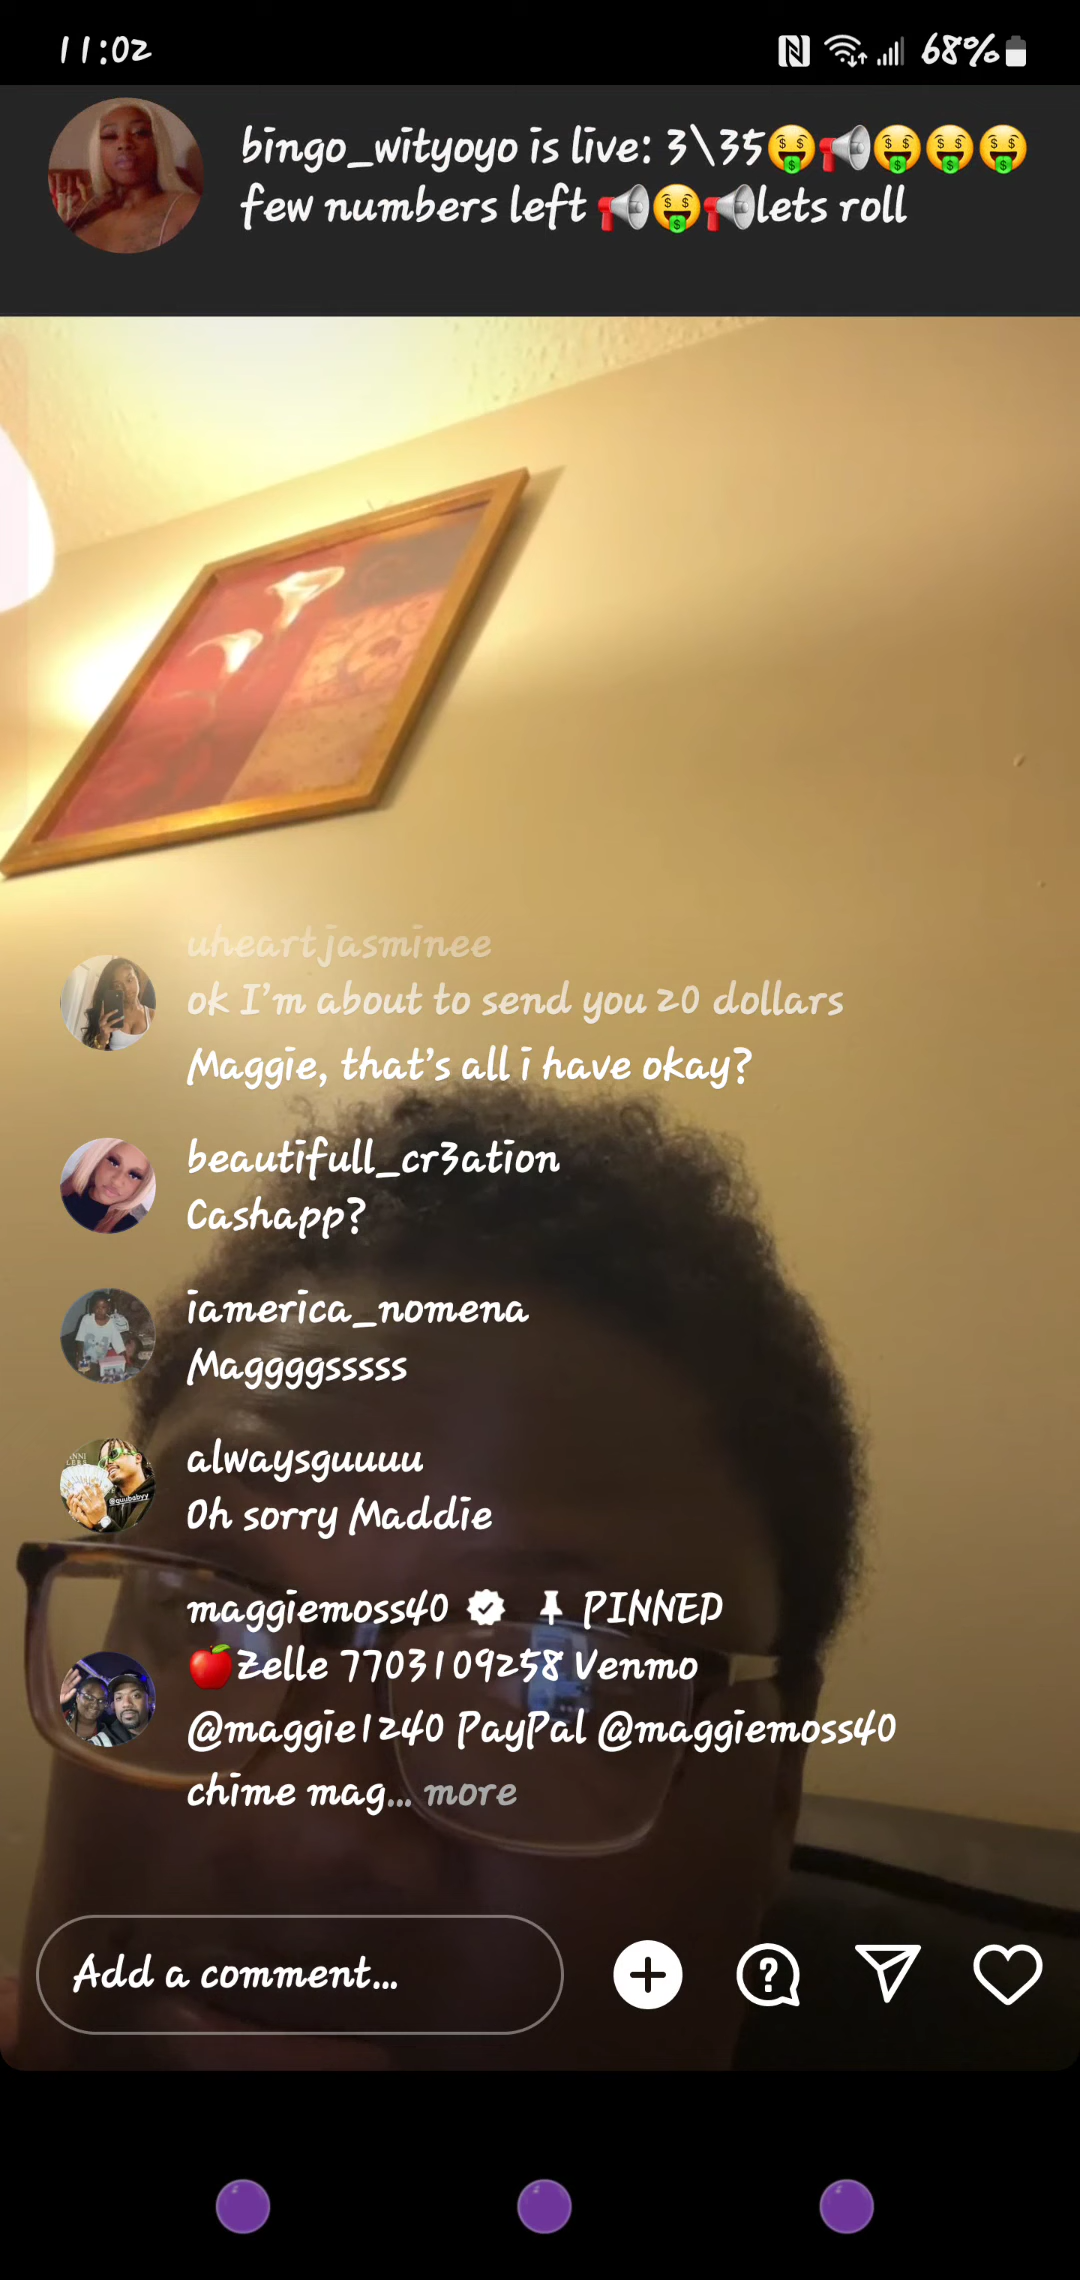 11:02
68%
bingo_wityoyo is live: 3\35🤑📢🤑🤑🤑
few numbers left 📢🤑📢lets roll
uheartjasminee
ok I'm about to send you 20 dollars
Maggie, that's all i have okay?
beautifull_cr3ation
Cashapp?
iamerica_nomena
Maggggsssss
alwaysguuuu
Oh sorry Maddie
maggiemoss40 PINNED
🍎Zelle 7703109258 Venmo
@maggie1240 PayPal @maggiemoss40
chime mag... more
Add a comment...